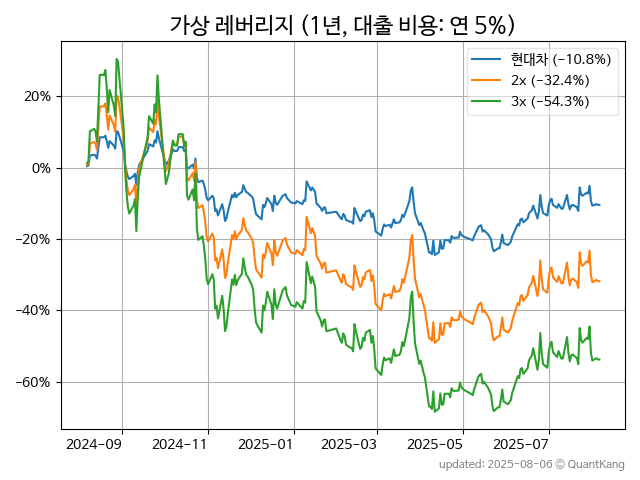 가상 레버리지 (1년, 대출 비용: 연 5%)
현대차 (−10.8%)
2x (−32.4%)
3x (−54.3%)
20%
0%
−20%
−40%
−60%
2024-09 2024-11 2025-01 2025-03 2025-05 2025-07
updated: 2025-08-06 © QuantKang